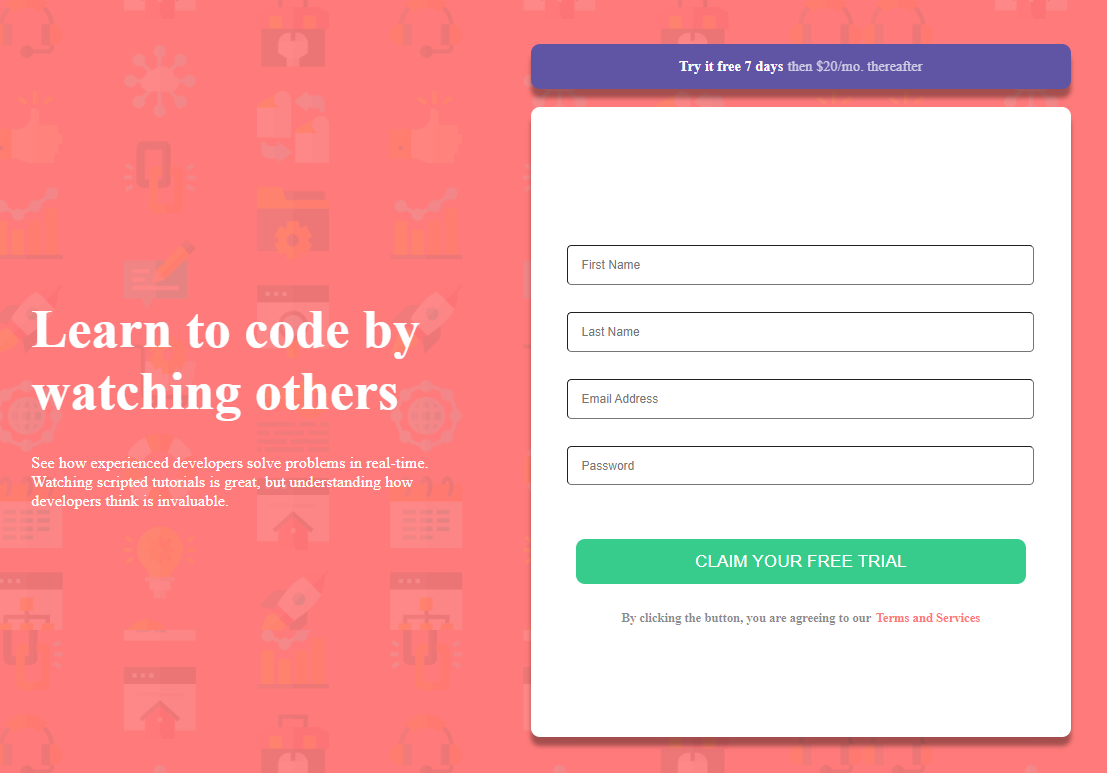 Try it free 7 days then $20/mo. thereafter
Learn to code by
watching others
See how experienced developers solve problems in real-time.
Watching scripted tutorials is great, but understanding how
developers think is invaluable.
First Name
Last Name
Email Address
Password
CLAIM YOUR FREE TRIAL
By clicking the button, you are agreeing to our Terms and Services